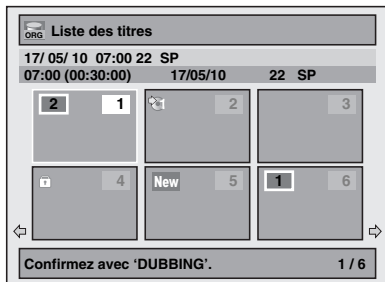 ORG Liste des titres
17/ 05/ 10 07:00 22 SP
07:00 (00:30:00) 17/05/10 22 SP
2 1 1 2 3
4 New 5 1 6
Confirmez avec ‘DUBBING’. 1 / 6